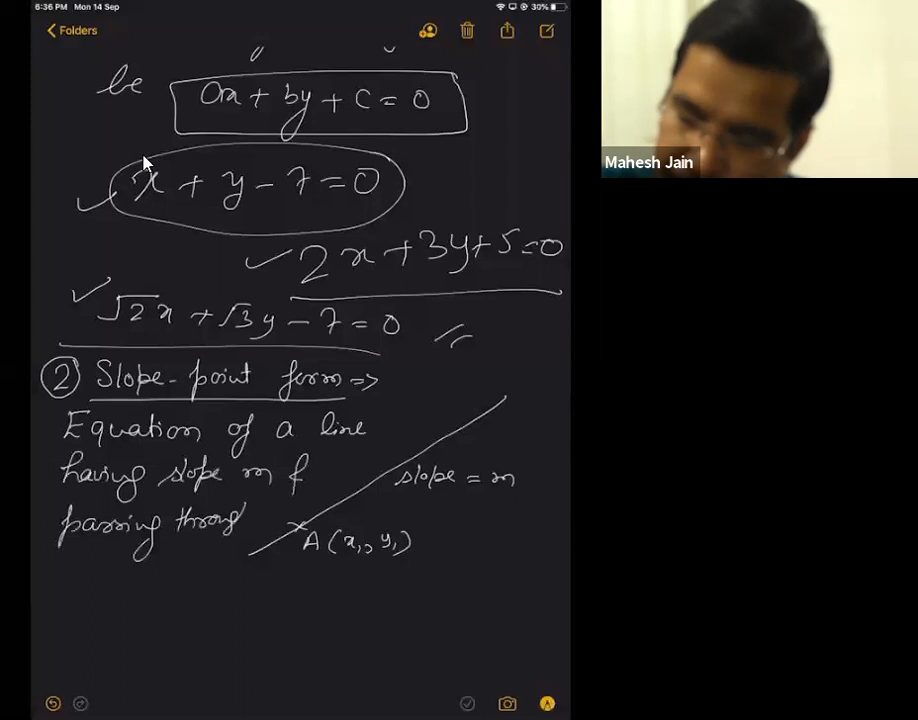 6:36 PM Mon 14 Sep
30%
Folders
be ax + by + c = 0
x + y - 7 = 0
2x + 3y + 5 = 0
√2x + √3y - 7 = 0
② Slope-point form =>
Equation of a line
having slope m &
slope = m
passing throug
A (x₁, y₁)
Mahesh Jain